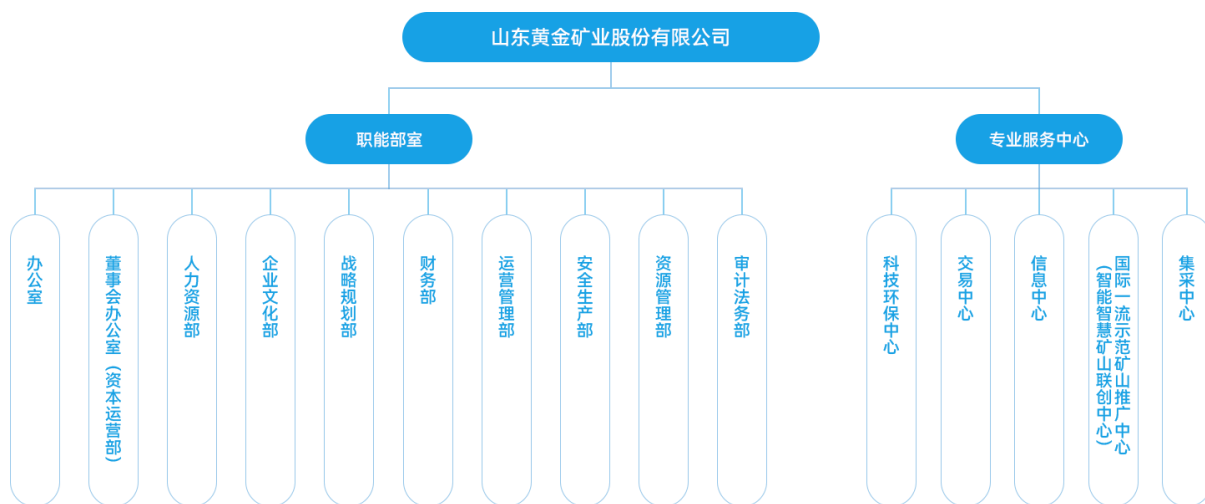 山东黄金矿业股份有限公司
职能部室
专业服务中心
办公室
董事会办公室（资本运营部）
人力资源部
企业文化部
战略规划部
财务部
运营管理部
安全生产部
资源管理部
审计法务部
科技环保中心
交易中心
信息中心
国际一流示范矿山推广中心
（智能智慧矿山联创中心）
集采中心